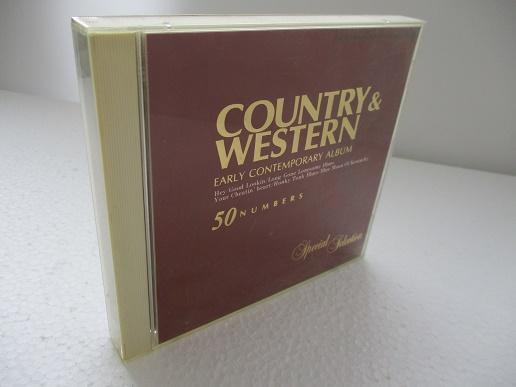 COUNTRY &
WESTERN
EARLY CONTEMPORARY ALBUM
Hey Good Lookin/Long Gone Lonesome Blues
Your Cheatin' heart/Honky Tonk Blues/Blue Moon Of Kentucky
50 NUMBERS
Special Selection